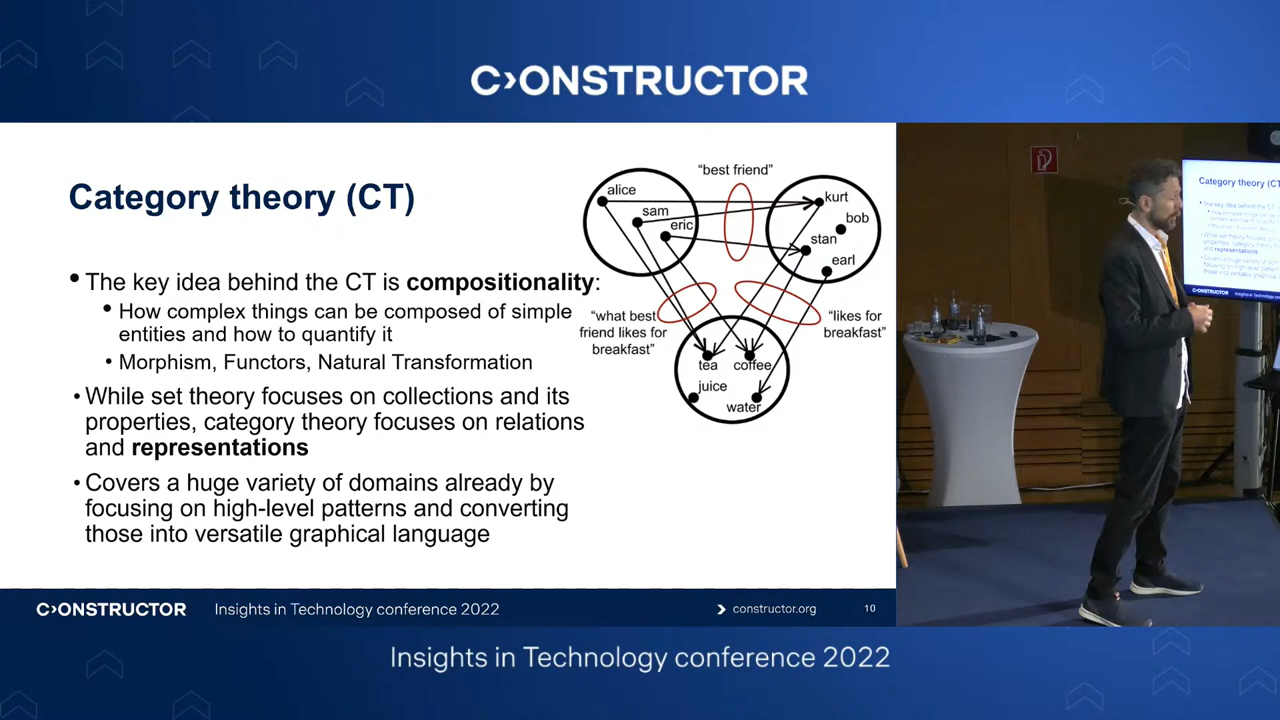 C›ONSTRUCTOR
Category theory (CT)
• The key idea behind the CT is compositionality:
• How complex things can be composed of simple
entities and how to quantify it
• Morphism, Functors, Natural Transformation
• While set theory focuses on collections and its
properties, category theory focuses on relations
and representations
• Covers a huge variety of domains already by
focusing on high-level patterns and converting
those into versatile graphical language
“best friend”
alice
sam
eric
kurt
bob
stan
earl
“what best
friend likes for
breakfast”
“likes for
breakfast”
tea
coffee
juice
water
C›ONSTRUCTOR
Insights in Technology conference 2022
constructor.org
10
Category theory (CT
Insights in Technology conference 2022